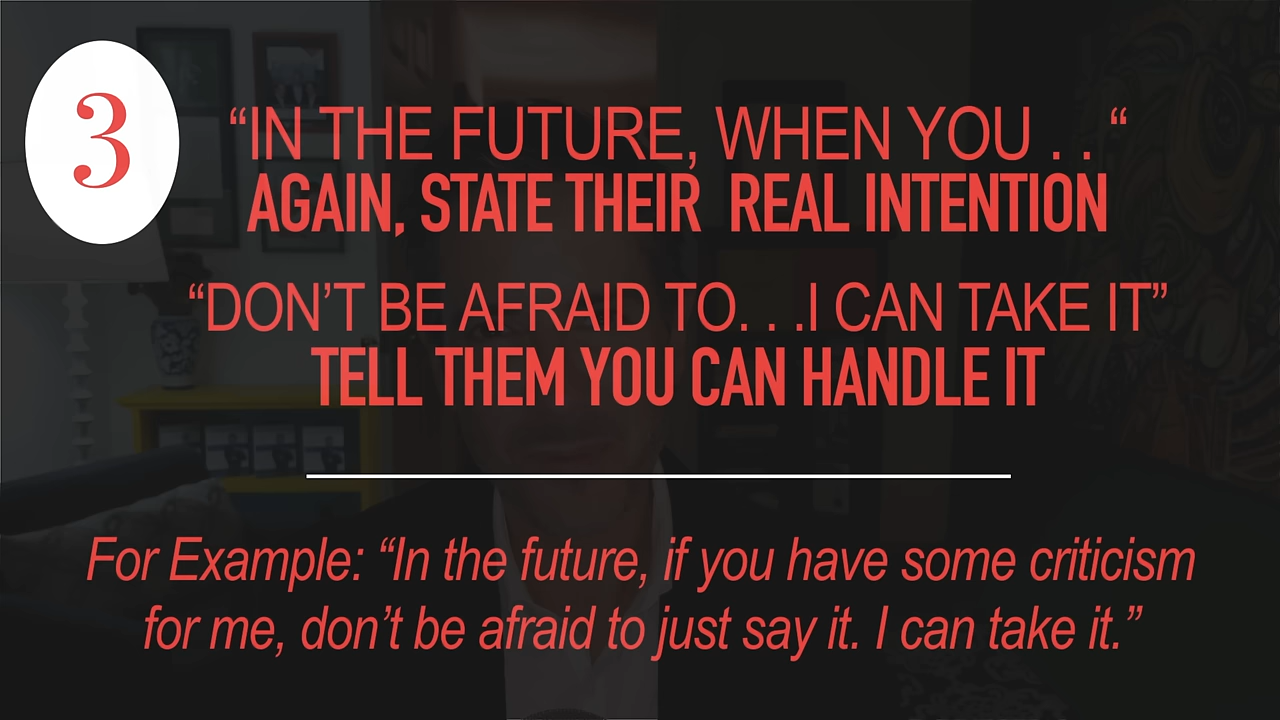 3
“IN THE FUTURE, WHEN YOU . . “
AGAIN, STATE THEIR REAL INTENTION
“DON’T BE AFRAID TO. . .I CAN TAKE IT”
TELL THEM YOU CAN HANDLE IT
For Example: “In the future, if you have some criticism
for me, don’t be afraid to just say it. I can take it.”